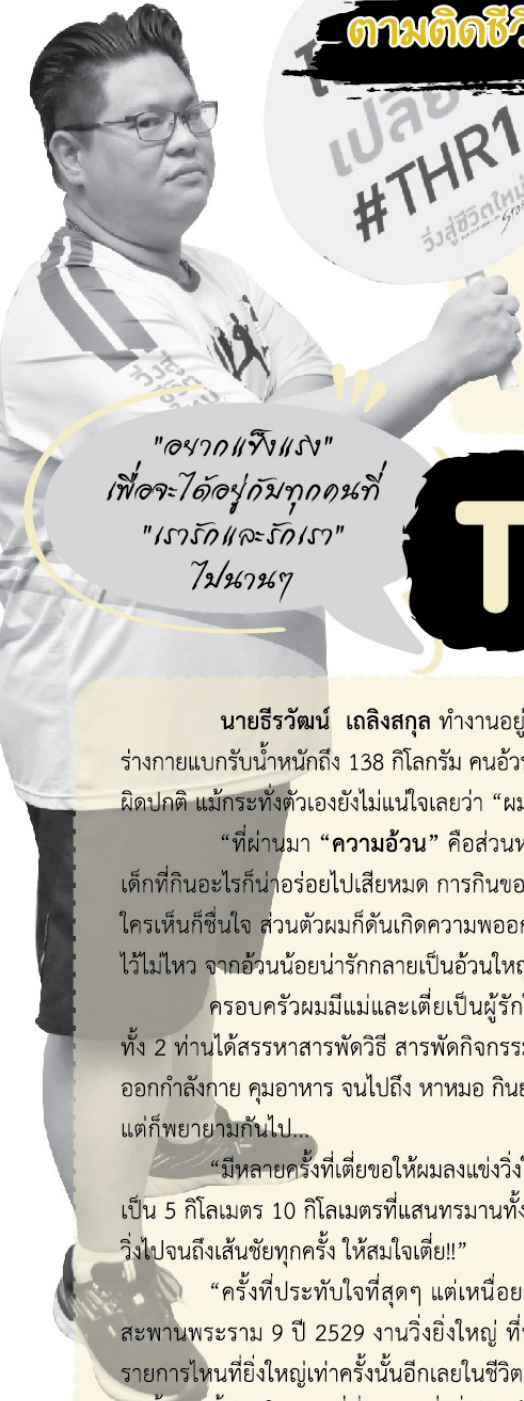 ตามติดชีวิ
เปลี่ย
#THR1
วิ่งสู่ชีวิตใหม่
"อยากแข็งแรง"
เพื่อจะได้อยู่กับทุกคนที่
"เรารักและรักเรา"
ไปนานๆ
T
นายธีรวัฒน์ เถลิงสกุล ทำงานอยู่
ร่างกายแบกรับน้ำหนักถึง 138 กิโลกรัม คนอ้วน
ผิดปกติ แม้กระทั่งตัวเองยังไม่แน่ใจเลยว่า “ผม
“ที่ผ่านมา “ความอ้วน” คือส่วนห
เด็กที่กินอะไรก็น่าอร่อยไปเสียหมด การกินขอ
ใครเห็นก็ชื่นใจ ส่วนตัวผมก็ดันเกิดความพออก
ไว้ไม่ไหว จากอ้วนน้อยน่ารักกลายเป็นอ้วนใหญ
ครอบครัวผมมีแม่และเตี่ยเป็นผู้รักใ
ทั้ง 2 ท่านได้สรรหาสารพัดวิธี สารพัดกิจกรรม
ออกกำลังกาย คุมอาหาร จนไปถึง หาหมอ กินย
แต่ก็พยายามกันไป...
“มีหลายครั้งที่เตี่ยขอให้ผมลงแข่งวิ่งใ
เป็น 5 กิโลเมตร 10 กิโลเมตรที่แสนทรมานทั้ง
วิ่งไปจนถึงเส้นชัยทุกครั้ง ให้สมใจเตี่ย!!”
“ครั้งที่ประทับใจที่สุดๆ แต่เหนื่อย
สะพานพระราม 9 ปี 2529 งานวิ่งยิ่งใหญ่ ที่
รายการไหนที่ยิ่งใหญ่เท่าครั้งนั้นอีกเลยในชีวิต